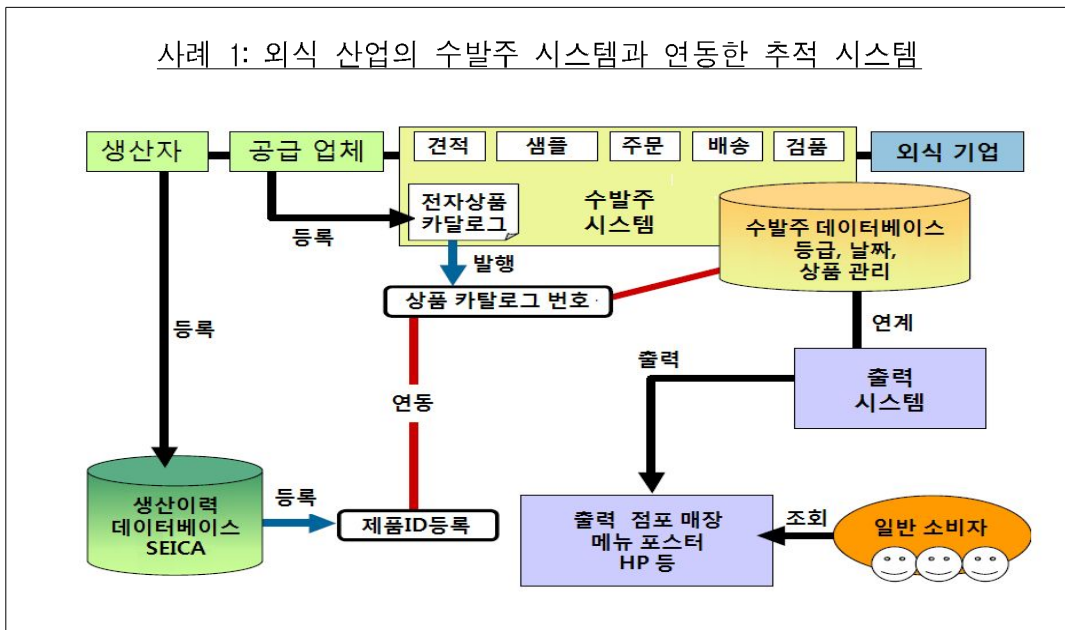 사례 1: 외식 산업의 수발주 시스템과 연동한 추적 시스템
생산자
공급 업체
견적
샘플
주문
배송
검품
외식 기업
전자상품
카달로그
수발주
시스템
등록
발행
수발주 데이터베이스
등급, 날짜,
상품 관리
상품 카탈로그 번호
등록
연계
출력
출력
시스템
연동
생산이력
데이터베이스
SEICA
등록
제품ID등록
출력 점포 매장
메뉴 포스터
HP 등
조회
일반 소비자